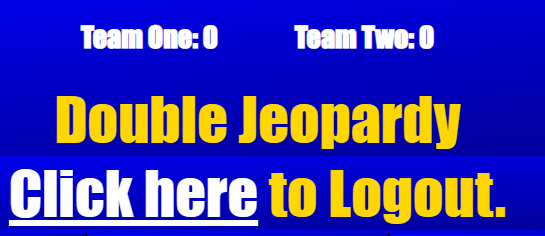 Team One: 0 Team Two: 0
Double Jeopardy
Click here to Logout.